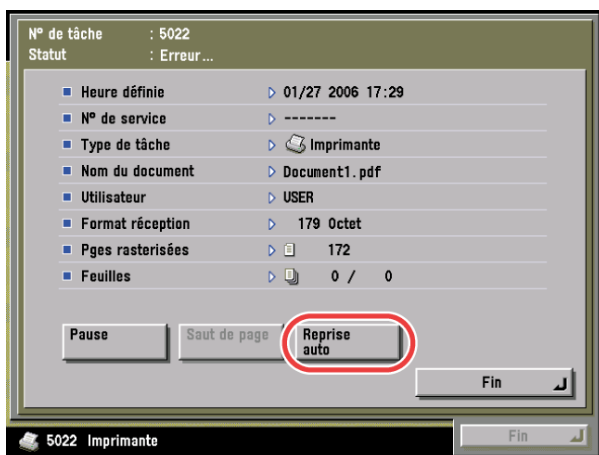 Nº de tâche : 5022
Statut : Erreur...
Heure définie 01/27 2006 17:29
Nº de service -------
Type de tâche Imprimante
Nom du document Document1.pdf
Utilisateur USER
Format réception 179 Octet
Pges rasterisées 172
Feuilles 0 / 0
Pause
Saut de page
Reprise
auto
Fin
5022 Imprimante
Fin